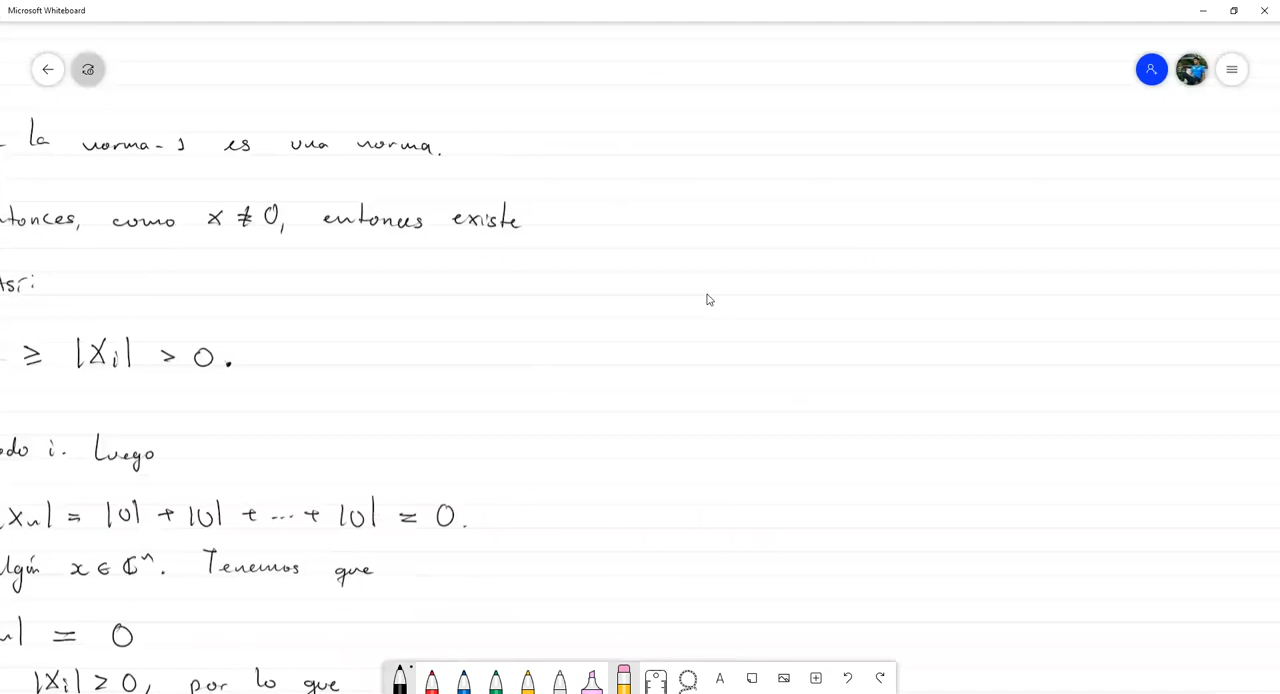 Microsoft Whiteboard
la norma-1 es una norma.
ntonces, como x ≠ 0, entonces existe
Así:
≥ |Xᵢ| > 0.
odo i. Luego
|xₙ| = |0| + |0| + ... + |0| = 0.
lgún x ∈ ℂⁿ. Tenemos que
ₙ| = 0
|Xᵢ| ≥ 0, por lo que
A